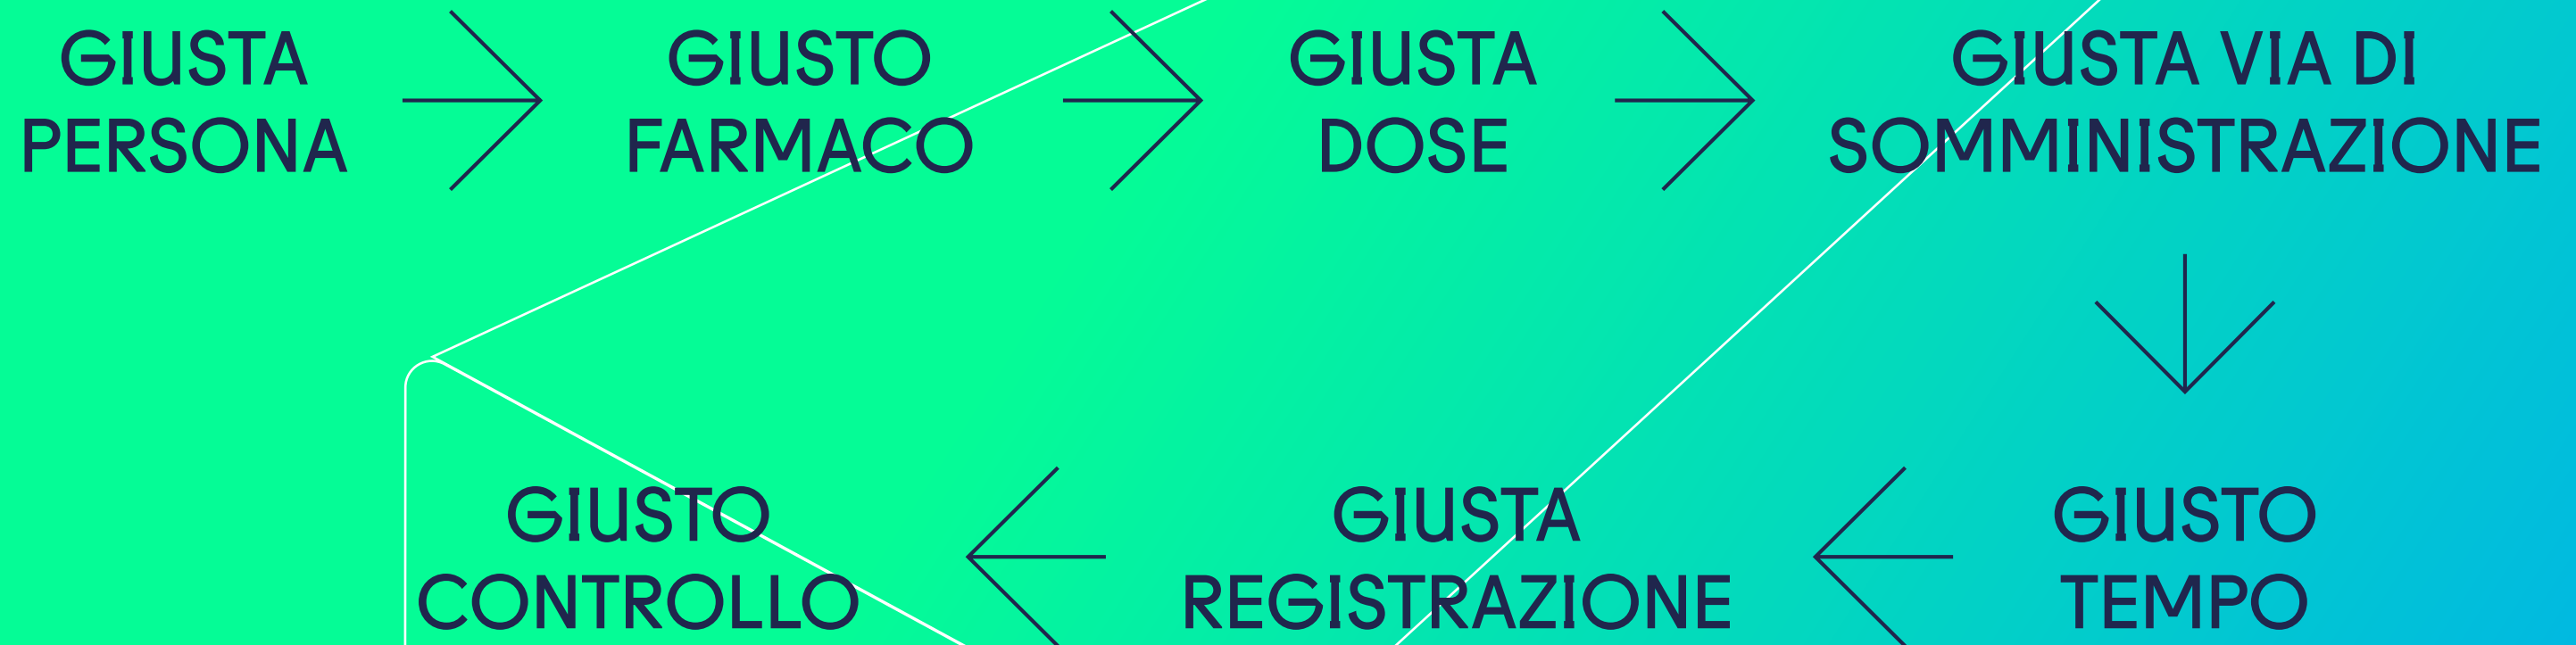 GIUSTA
PERSONA
GIUSTO
FARMACO
GIUSTA
DOSE
GIUSTA VIA DI
SOMMINISTRAZIONE
GIUSTO
TEMPO
GIUSTA
REGISTRAZIONE
GIUSTO
CONTROLLO